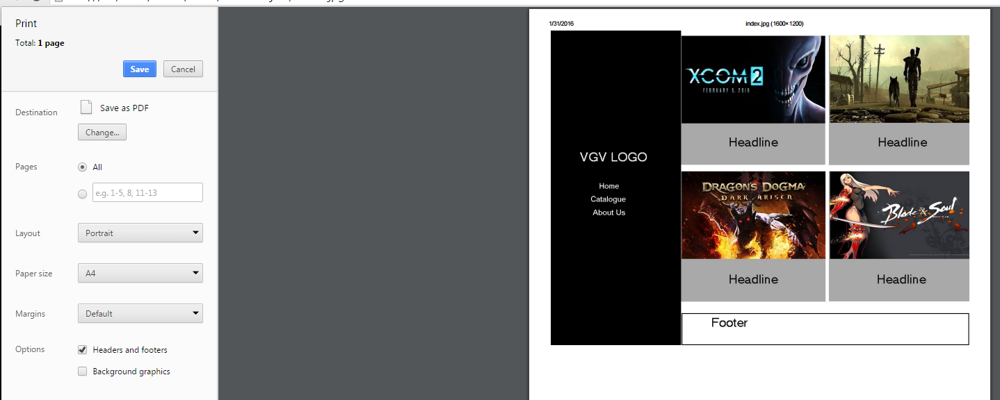 Print
Total: 1 page
Save Cancel
Destination Save as PDF
Change...
Pages All
e.g. 1-5, 8, 11-13
Layout Portrait
Paper size A4
Margins Default
Options Headers and footers
Background graphics
1/31/2016 index.jpg (1600×1200)
VGV LOGO
Home
Catalogue
About Us
XCOM 2
FEBRUARY 5, 2016
Headline
Headline
DRAGON'S DOGMA
DARK ARISEN
Blade & Soul
Headline
Headline
Footer